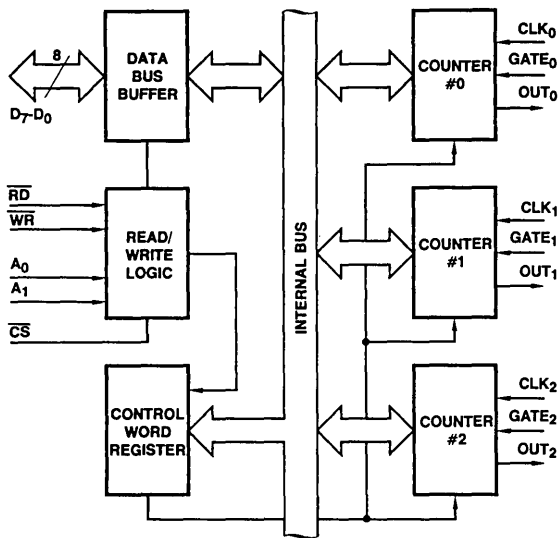 8
D7-D0
DATA
BUS
BUFFER
RD
WR
A0
A1
CS
READ/
WRITE
LOGIC
CONTROL
WORD
REGISTER
INTERNAL BUS
COUNTER
#0
CLK0
GATE0
OUT0
COUNTER
#1
CLK1
GATE1
OUT1
COUNTER
#2
CLK2
GATE2
OUT2